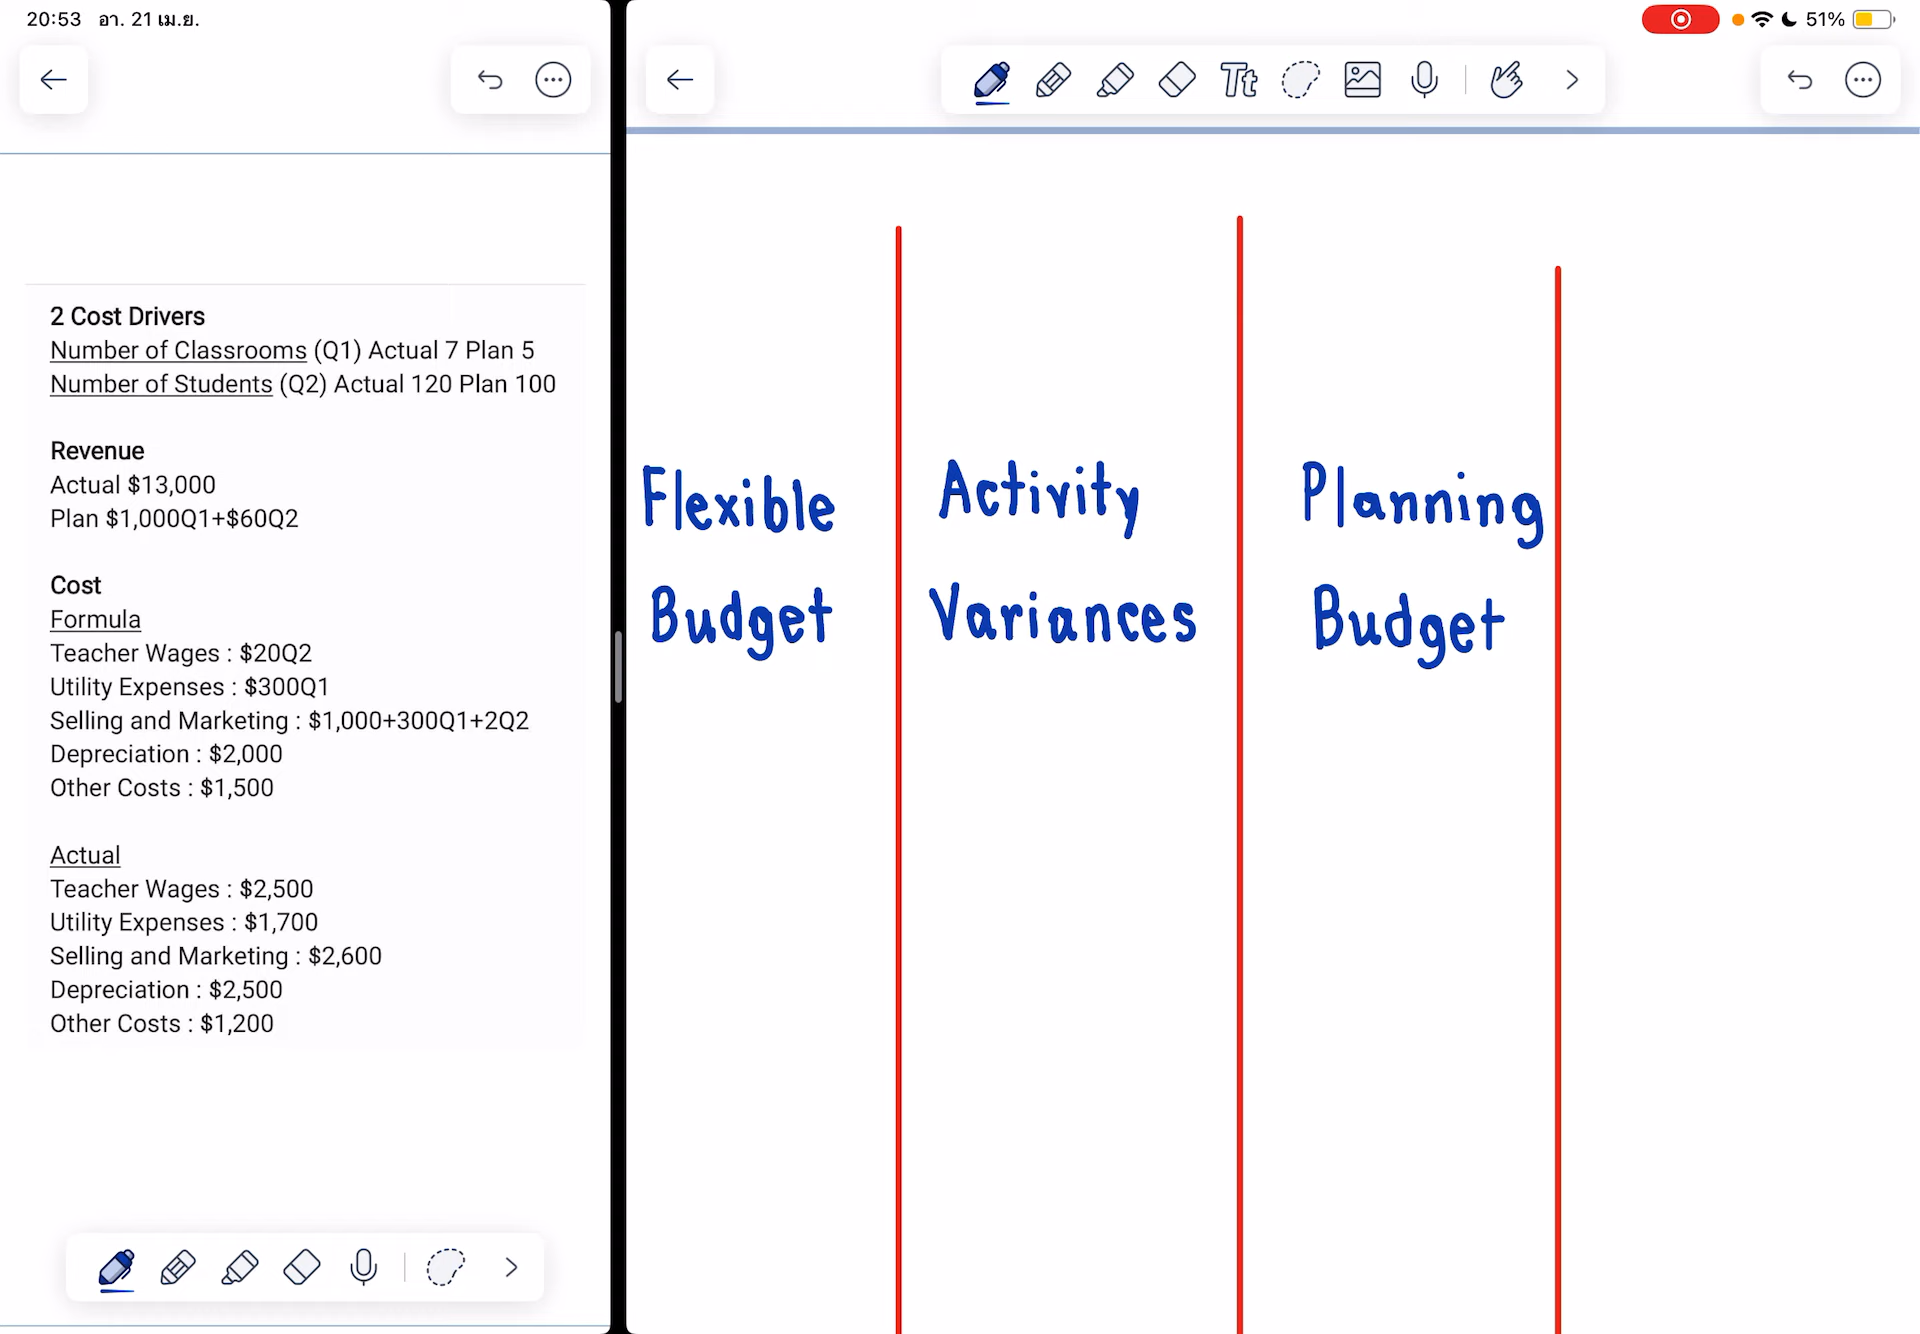 20:53 อา. 21 เม.ย.
51%
Tt
2 Cost Drivers
Number of Classrooms (Q1) Actual 7 Plan 5
Number of Students (Q2) Actual 120 Plan 100
Revenue
Actual $13,000
Plan $1,000Q1+$60Q2
Cost
Formula
Teacher Wages : $20Q2
Utility Expenses : $300Q1
Selling and Marketing : $1,000+300Q1+2Q2
Depreciation : $2,000
Other Costs : $1,500
Actual
Teacher Wages : $2,500
Utility Expenses : $1,700
Selling and Marketing : $2,600
Depreciation : $2,500
Other Costs : $1,200
Flexible
Budget
Activity
Variances
Planning
Budget